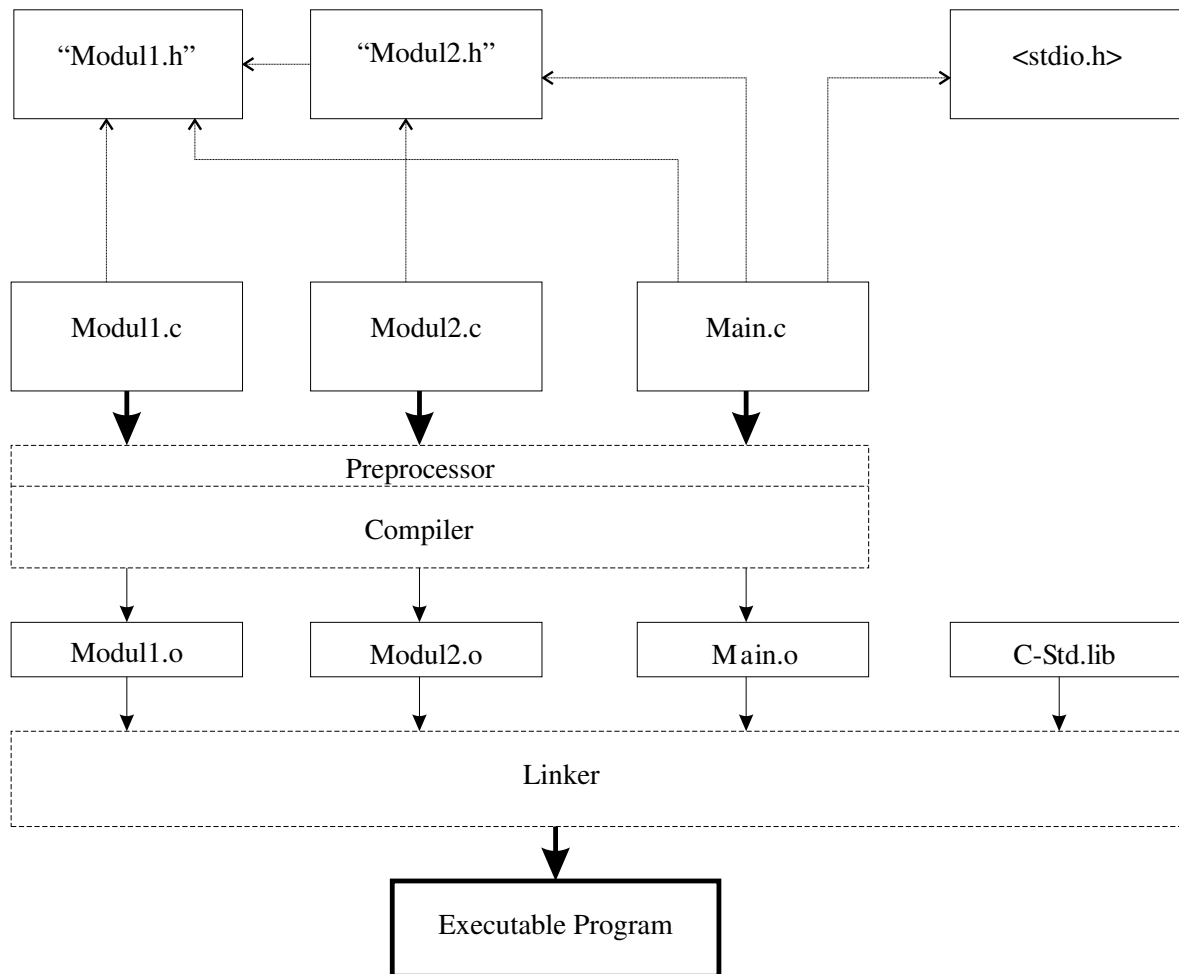 “Modul1.h”
“Modul2.h”
<stdio.h>
Modul1.c
Modul2.c
Main.c
Preprocessor
Compiler
Modul1.o
Modul2.o
Main.o
C-Std.lib
Linker
Executable Program